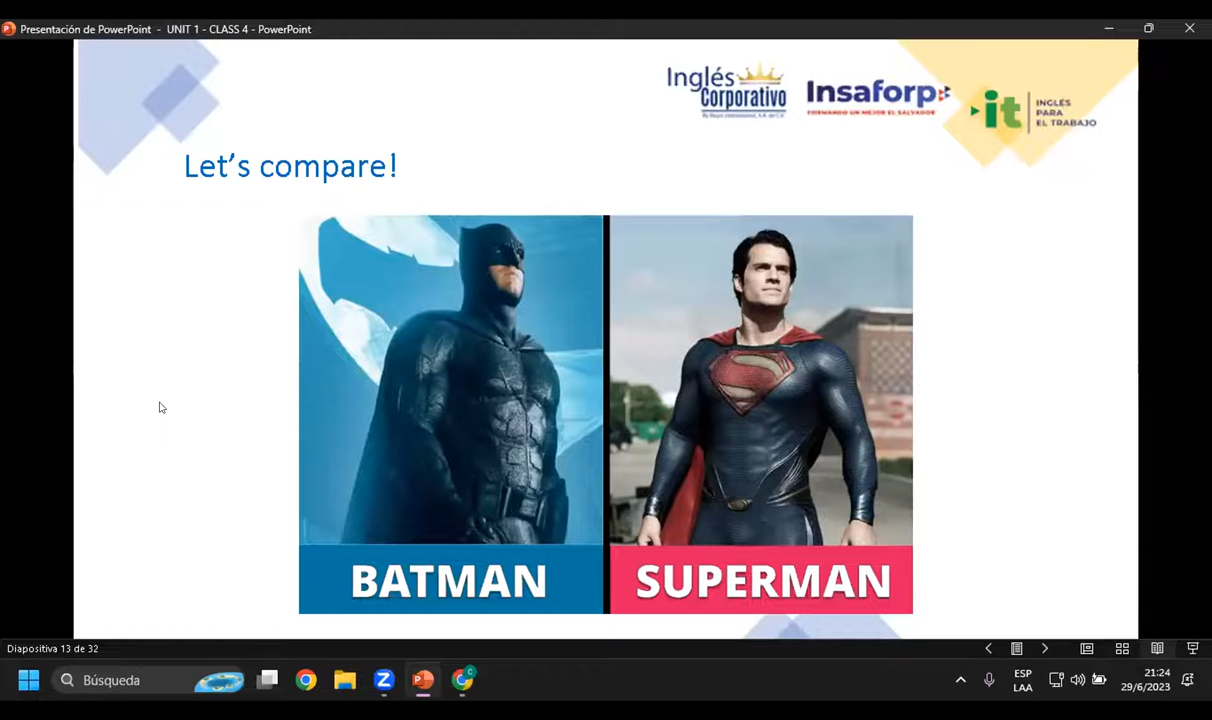 Presentación de PowerPoint - UNIT 1 - CLASS 4 - PowerPoint
Inglés
Corporativo
Insaforp
FORMANDO UN MEJOR EL SALVADOR
it
INGLÉS
PARA
EL TRABAJO
Let's compare!
BATMAN
SUPERMAN
Diapositiva 13 de 32
Búsqueda
ESP
LAA
21:24
29/6/2023